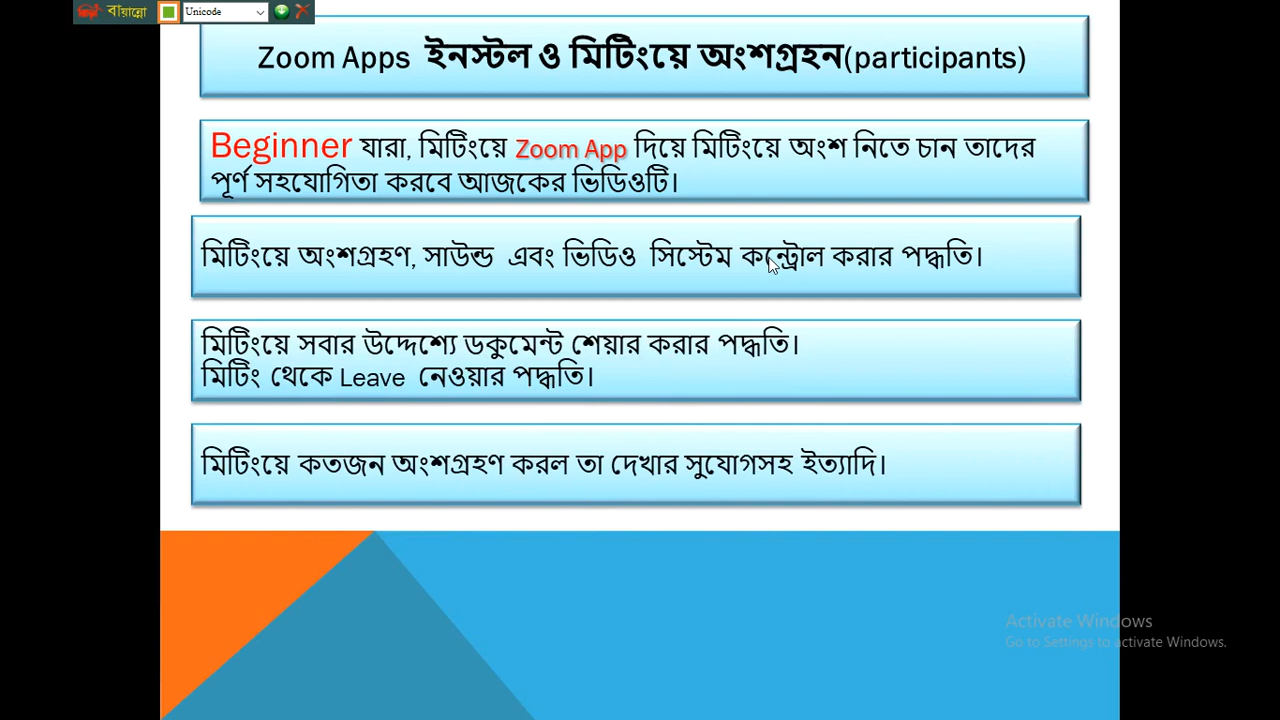 বায়ান্নো Unicode
Zoom Apps ইনস্টল ও মিটিংয়ে অংশগ্রহন(participants)
Beginner যারা, মিটিংয়ে Zoom App দিয়ে মিটিংয়ে অংশ নিতে চান তাদের
পূর্ণ সহযোগিতা করবে আজকের ভিডিওটি।
মিটিংয়ে অংশগ্রহণ, সাউন্ড এবং ভিডিও সিস্টেম কন্ট্রোল করার পদ্ধতি।
মিটিংয়ে সবার উদ্দেশ্যে ডকুমেন্ট শেয়ার করার পদ্ধতি।
মিটিং থেকে Leave নেওয়ার পদ্ধতি।
মিটিংয়ে কতজন অংশগ্রহণ করল তা দেখার সুযোগসহ ইত্যাদি।
Activate Windows
Go to Settings to activate Windows.